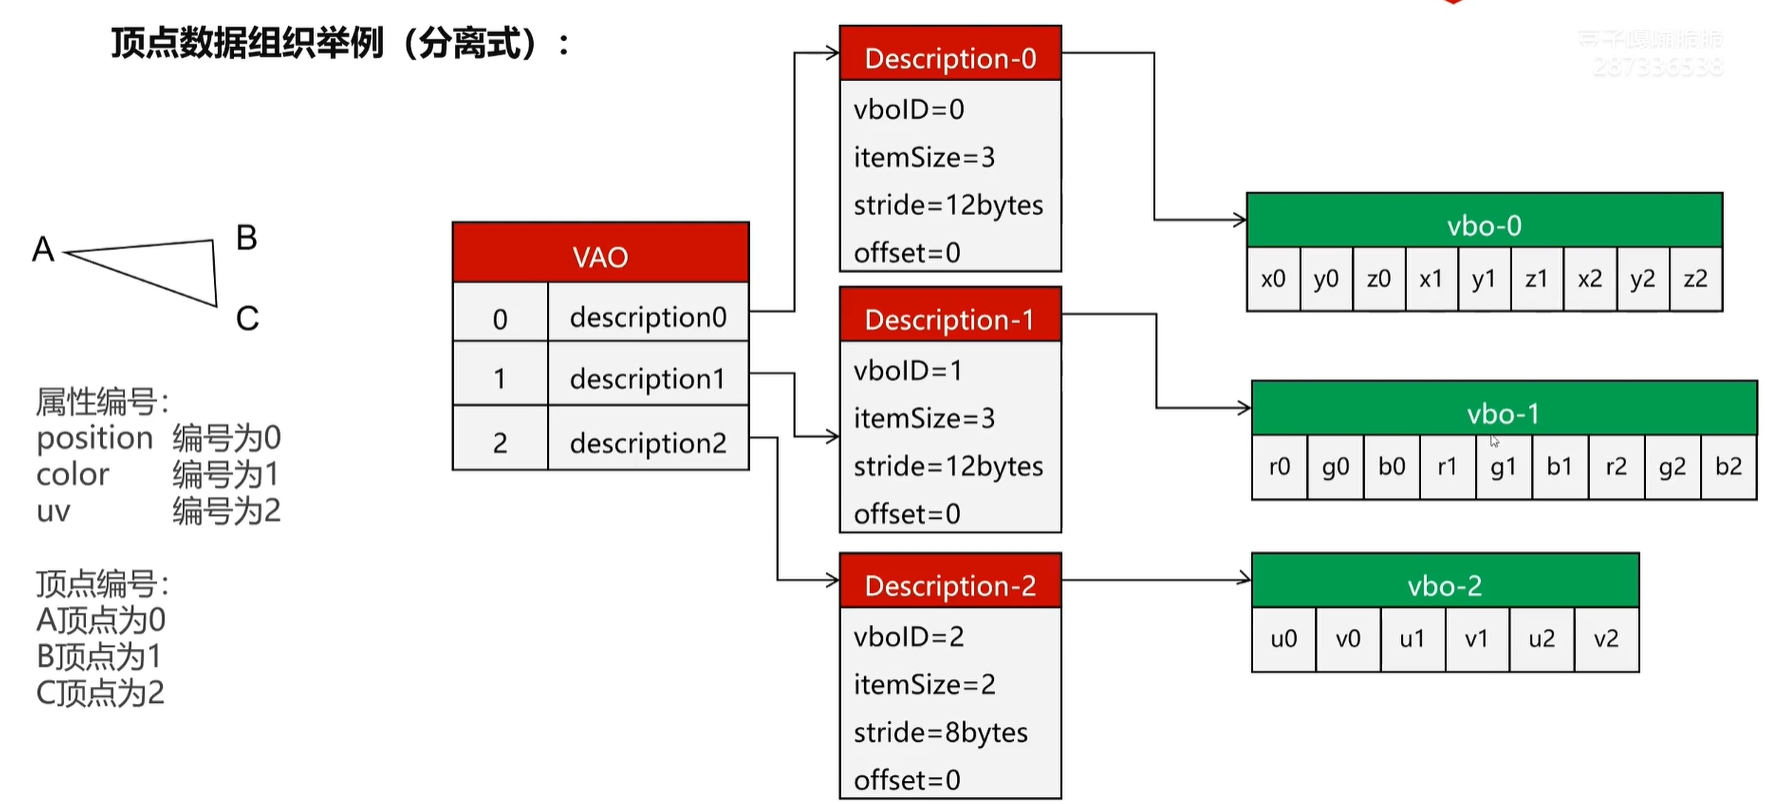 顶点数据组织举例（分离式）：
豆子嘎嘣脆脆
287336538
A
B
C
属性编号：
position 编号为0
color 编号为1
uv 编号为2
顶点编号：
A顶点为0
B顶点为1
C顶点为2
VAO
0 description0
1 description1
2 description2
Description-0
vboID=0
itemSize=3
stride=12bytes
offset=0
Description-1
vboID=1
itemSize=3
stride=12bytes
offset=0
Description-2
vboID=2
itemSize=2
stride=8bytes
offset=0
vbo-0
x0 y0 z0 x1 y1 z1 x2 y2 z2
vbo-1
r0 g0 b0 r1 g1 b1 r2 g2 b2
vbo-2
u0 v0 u1 v1 u2 v2